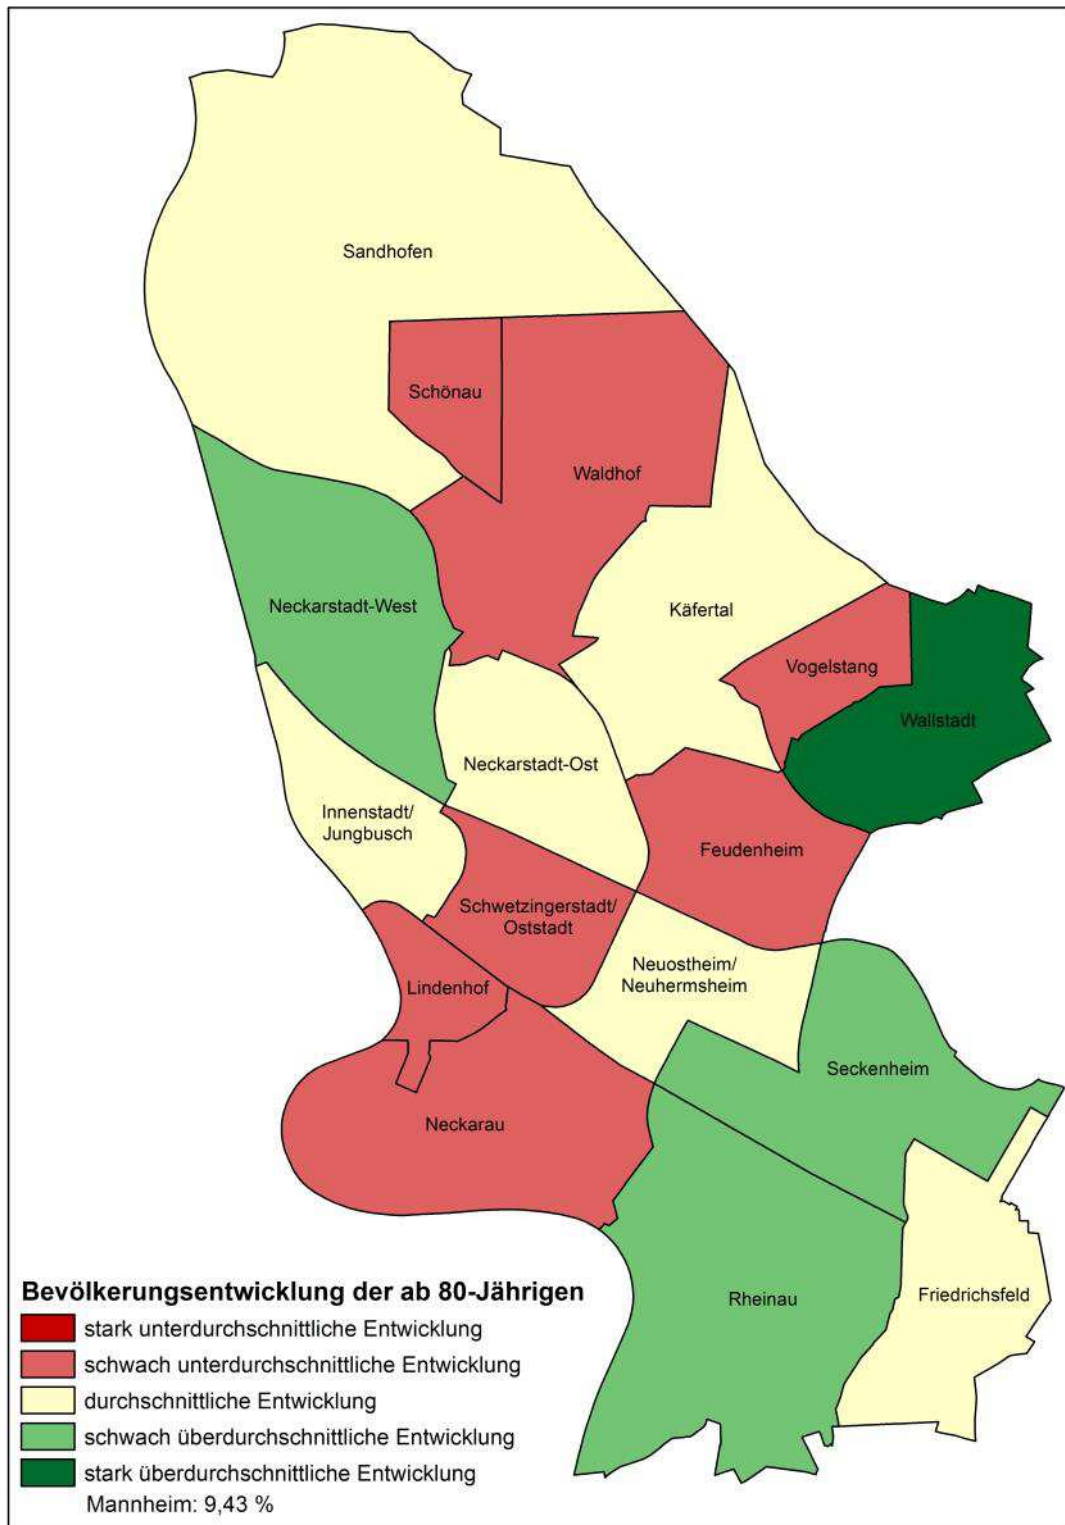 Sandhofen
Schönau
Waldhof
Neckarstadt-West
Käfertal
Vogelstang
Wallstadt
Neckarstadt-Ost
Innenstadt/
Jungbusch
Feudenheim
Schwetzingerstadt/
Oststadt
Neuostheim/
Neuhermsheim
Lindenhof
Seckenheim
Neckarau
Rheinau
Friedrichsfeld
Bevölkerungsentwicklung der ab 80-Jährigen
stark unterdurchschnittliche Entwicklung
schwach unterdurchschnittliche Entwicklung
durchschnittliche Entwicklung
schwach überdurchschnittliche Entwicklung
stark überdurchschnittliche Entwicklung
Mannheim: 9,43 %